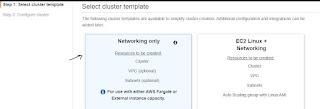 Step 1: Select cluster template
Step 2: Configure cluster
Select cluster template
The following cluster templates are available to simplify cluster creation. Additional configuration and integrations can be
added later.
Networking only
Resources to be created:
Cluster
VPC (optional)
Subnets (optional)
For use with either AWS Fargate or
External instance capacity.
EC2 Linux +
Networking
Resources to be created:
Cluster
VPC
Subnets
Auto Scaling group with Linux AMI